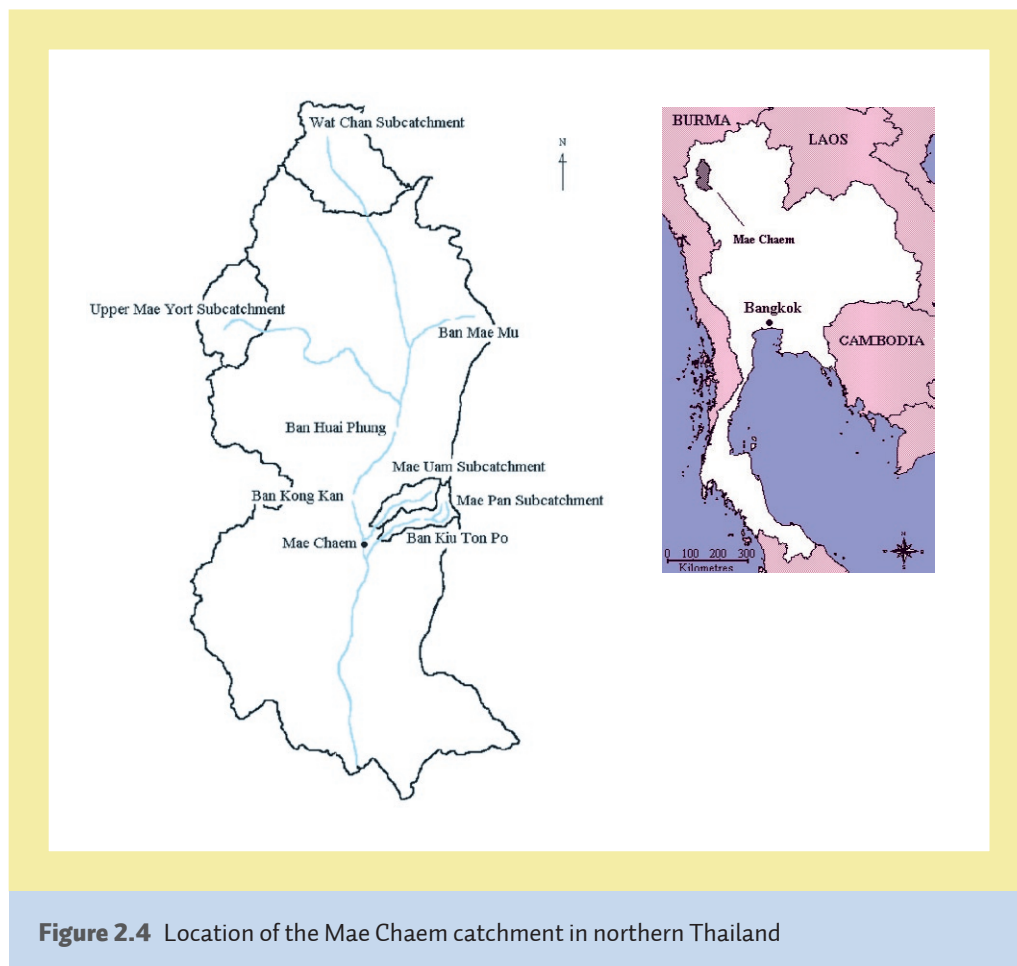 Wat Chan Subcatchment
N
Upper Mae Yort Subcatchment
Ban Mae Mu
Ban Huai Phung
Mae Uam Subcatchment
Ban Kong Kan
Mae Pan Subcatchment
Mae Chaem
Ban Kiu Ton Po
BURMA
LAOS
Mae Chaem
Bangkok
CAMBODIA
0 100 200 300
Kilometres
N
E
S
Figure 2.4 Location of the Mae Chaem catchment in northern Thailand